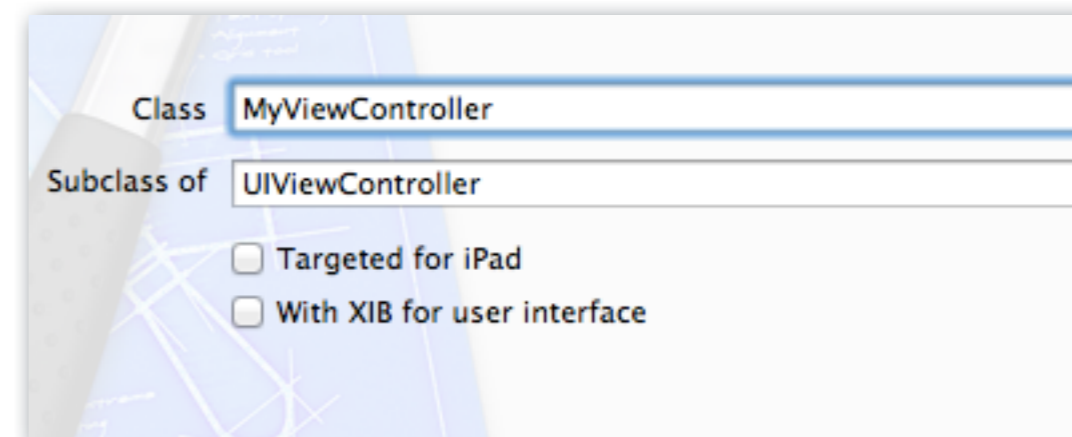 Class MyViewController
Subclass of UIViewController
Targeted for iPad
With XIB for user interface